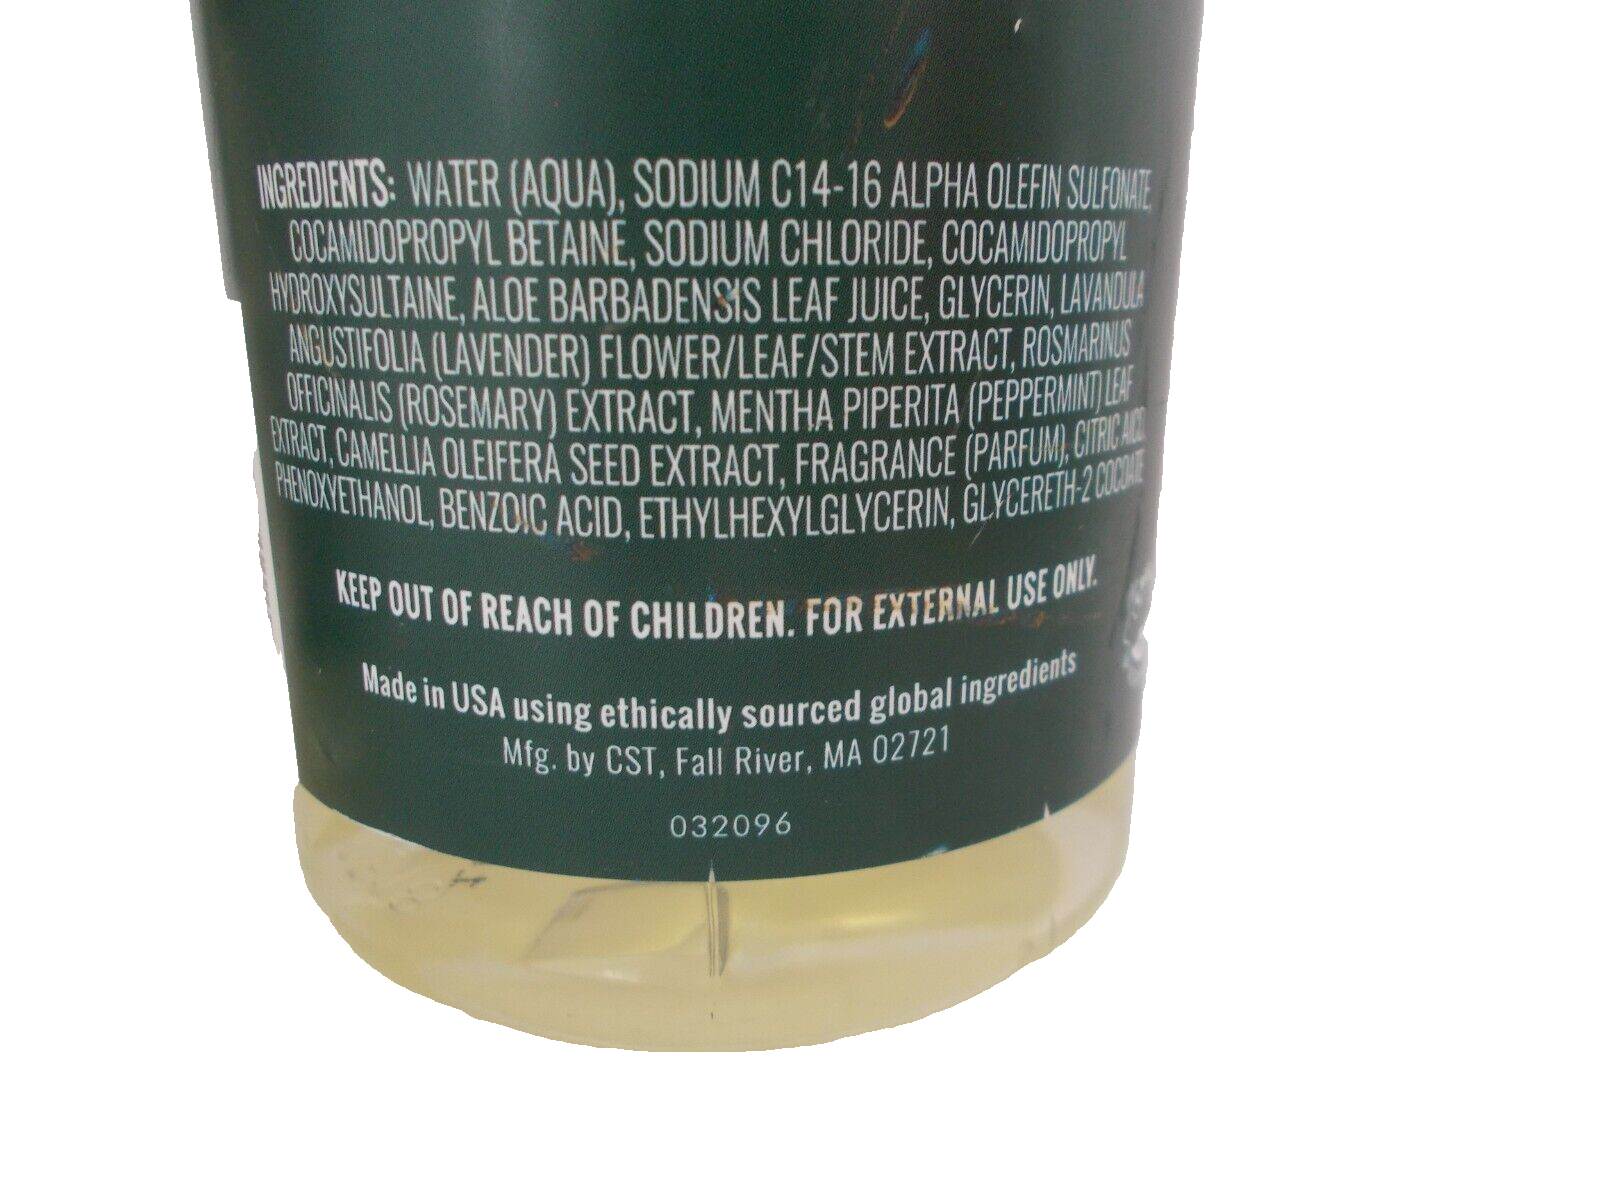 INGREDIENTS: WATER (AQUA), SODIUM C14-16 ALPHA OLEFIN SULFONATE,
COCAMIDOPROPYL BETAINE, SODIUM CHLORIDE, COCAMIDOPROPYL
HYDROXYSULTAINE, ALOE BARBADENSIS LEAF JUICE, GLYCERIN, LAVANDULA
ANGUSTIFOLIA (LAVENDER) FLOWER/LEAF/STEM EXTRACT, ROSMARINUS
OFFICINALIS (ROSEMARY) EXTRACT, MENTHA PIPERITA (PEPPERMINT) LEAF
EXTRACT, CAMELLIA OLEIFERA SEED EXTRACT, FRAGRANCE (PARFUM), CITRIC ACID,
PHENOXYETHANOL, BENZOIC ACID, ETHYLHEXYLGLYCERIN, GLYCERETH-2 COCOATE
KEEP OUT OF REACH OF CHILDREN. FOR EXTERNAL USE ONLY.
Made in USA using ethically sourced global ingredients
Mfg. by CST, Fall River, MA 02721
032096